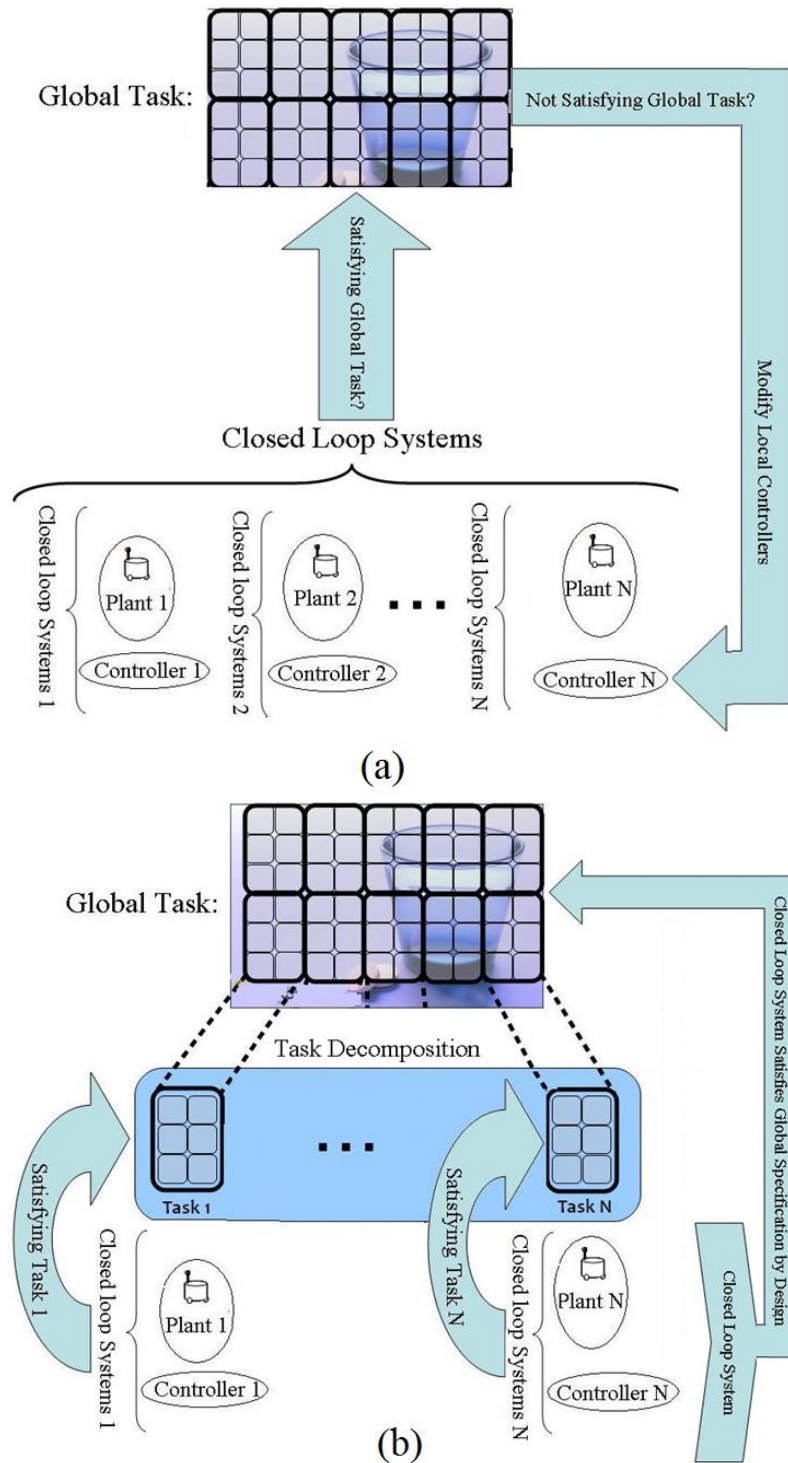 Global Task:
Not Satisfying Global Task?
Satisfying Global Task?
Modify Local Controllers
Closed Loop Systems
Closed loop Systems 1
Plant 1
Controller 1
Closed loop Systems 2
Plant 2
Controller 2
...
Closed loop Systems N
Plant N
Controller N
(a)
Global Task:
Closed Loop System Satisfies Global Specification by Design
Task Decomposition
Satisfying Task 1
Task 1
...
Satisfying Task N
Task N
Closed loop Systems 1
Plant 1
Controller 1
Closed loop Systems N
Plant N
Controller N
Closed Loop System
(b)